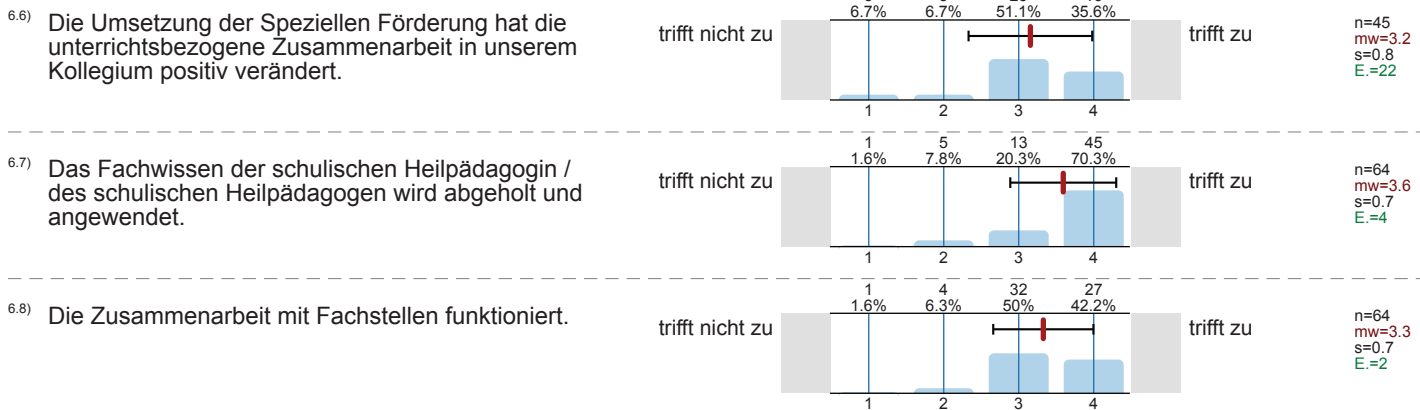 6.6) Die Umsetzung der Speziellen Förderung hat die
unterrichtsbezogene Zusammenarbeit in unserem
Kollegium positiv verändert.
trifft nicht zu
6.7% 6.7% 51.1% 35.6%
1 2 3 4
trifft zu
n=45
mw=3.2
s=0.8
E.=22
6.7) Das Fachwissen der schulischen Heilpädagogin /
des schulischen Heilpädagogen wird abgeholt und
angewendet.
trifft nicht zu
1 5 13 45
1.6% 7.8% 20.3% 70.3%
1 2 3 4
trifft zu
n=64
mw=3.6
s=0.7
E.=4
6.8) Die Zusammenarbeit mit Fachstellen funktioniert.
trifft nicht zu
1 4 32 27
1.6% 6.3% 50% 42.2%
1 2 3 4
trifft zu
n=64
mw=3.3
s=0.7
E.=2